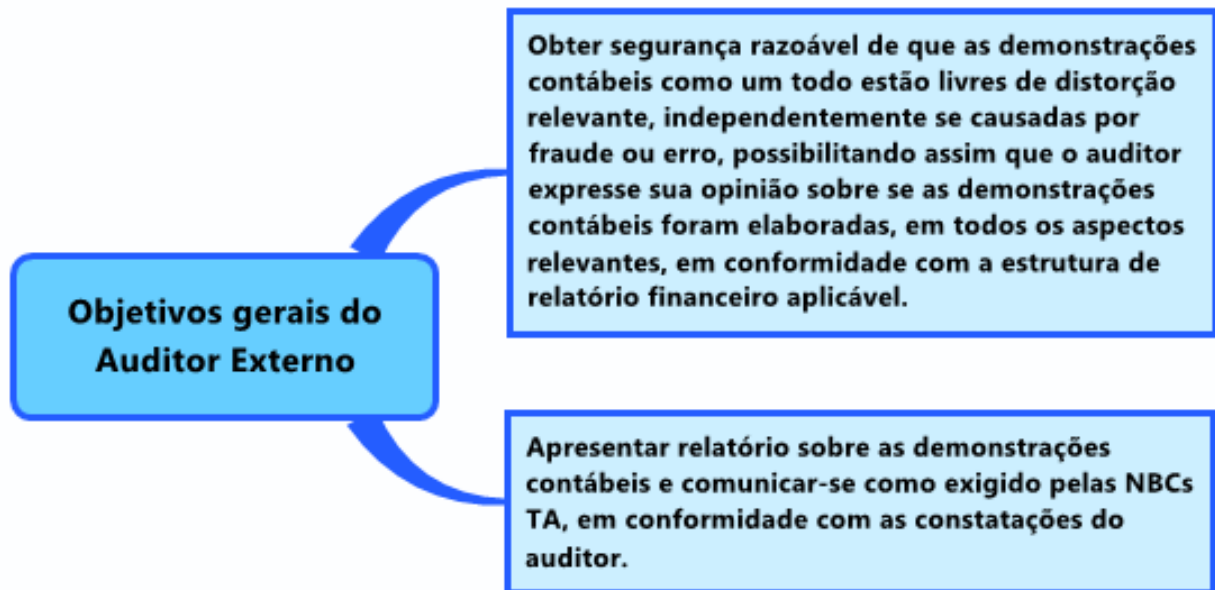 Obter segurança razoável de que as demonstrações
contábeis como um todo estão livres de distorção
relevante, independentemente se causadas por
fraude ou erro, possibilitando assim que o auditor
expresse sua opinião sobre se as demonstrações
contábeis foram elaboradas, em todos os aspectos
relevantes, em conformidade com a estrutura de
relatório financeiro aplicável.
Objetivos gerais do
Auditor Externo
Apresentar relatório sobre as demonstrações
contábeis e comunicar-se como exigido pelas NBCs
TA, em conformidade com as constatações do
auditor.